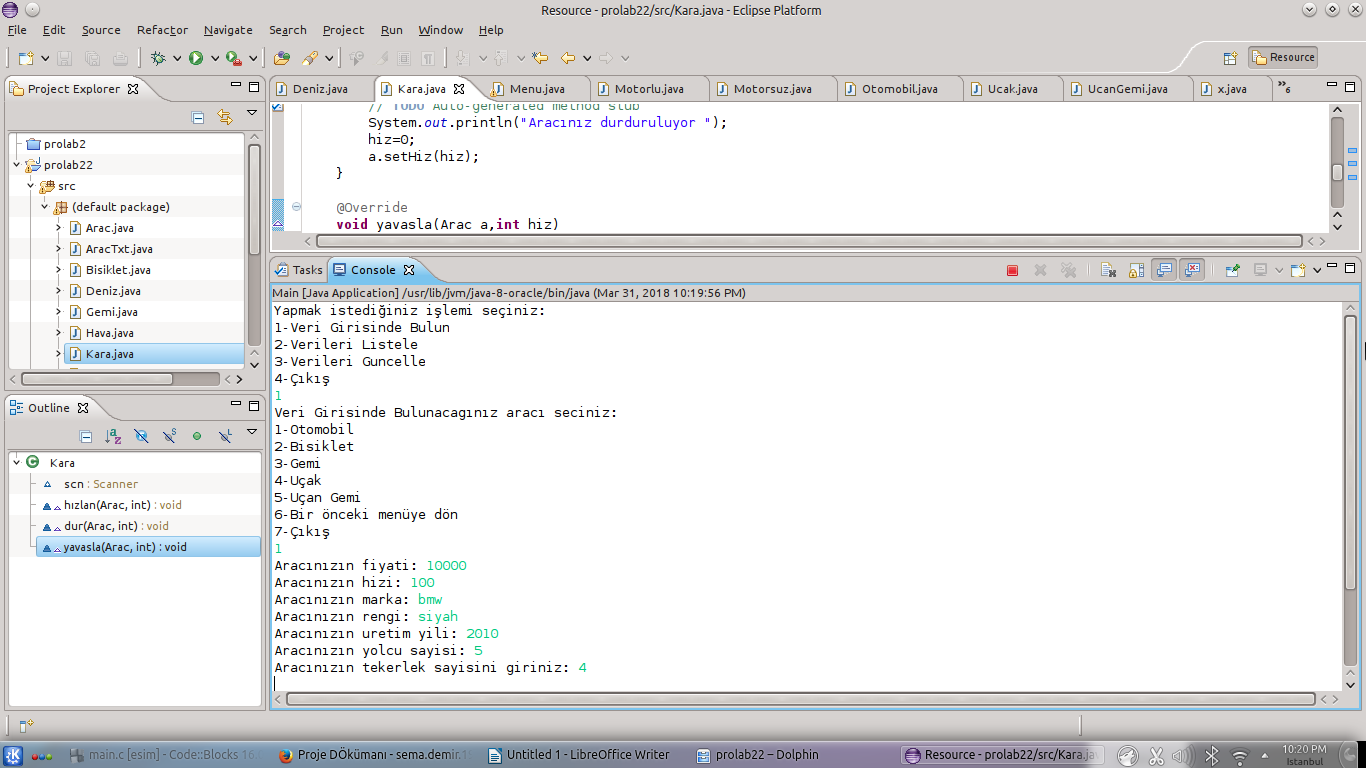 Resource - prolab22/src/Kara.java - Eclipse Platform
File Edit Source Refactor Navigate Search Project Run Window Help
Resource
Project Explorer
prolab2
prolab22
src
(default package)
Arac.java
AracTxt.java
Bisiklet.java
Deniz.java
Gemi.java
Hava.java
Kara.java
Outline
Kara
scn : Scanner
hızlan(Arac, int) : void
dur(Arac, int) : void
yavasla(Arac, int) : void
Deniz.java Kara.java Menu.java Motorlu.java Motorsuz.java Otomobil.java Ucak.java UcanGemi.java x.java »6
// TODO Auto-generated method stub
System.out.println("Aracınız durduruluyor ");
hiz=0;
a.setHiz(hiz);
}
@Override
void yavasla(Arac a,int hiz)
Tasks Console
Main [Java Application] /usr/lib/jvm/java-8-oracle/bin/java (Mar 31, 2018 10:19:56 PM)
Yapmak istediğiniz işlemi seçiniz:
1-Veri Girisinde Bulun
2-Verileri Listele
3-Verileri Guncelle
4-Çıkış
1
Veri Girisinde Bulunacagınız aracı seciniz:
1-Otomobil
2-Bisiklet
3-Gemi
4-Uçak
5-Uçan Gemi
6-Bir önceki menüye dön
7-Çıkış
1
Aracınızın fiyati: 10000
Aracınızın hizi: 100
Aracınızın marka: bmw
Aracınızın rengi: siyah
Aracınızın uretim yili: 2010
Aracınızın yolcu sayisi: 5
Aracınızın tekerlek sayisini giriniz: 4
main.c [esim] - Code::Blocks 16 Proje DÖkümanı - sema.demir.1 Untitled 1 - LibreOffice Writer prolab22 – Dolphin Resource - prolab22/src/Kara.jav 10:20 PM
Istanbul